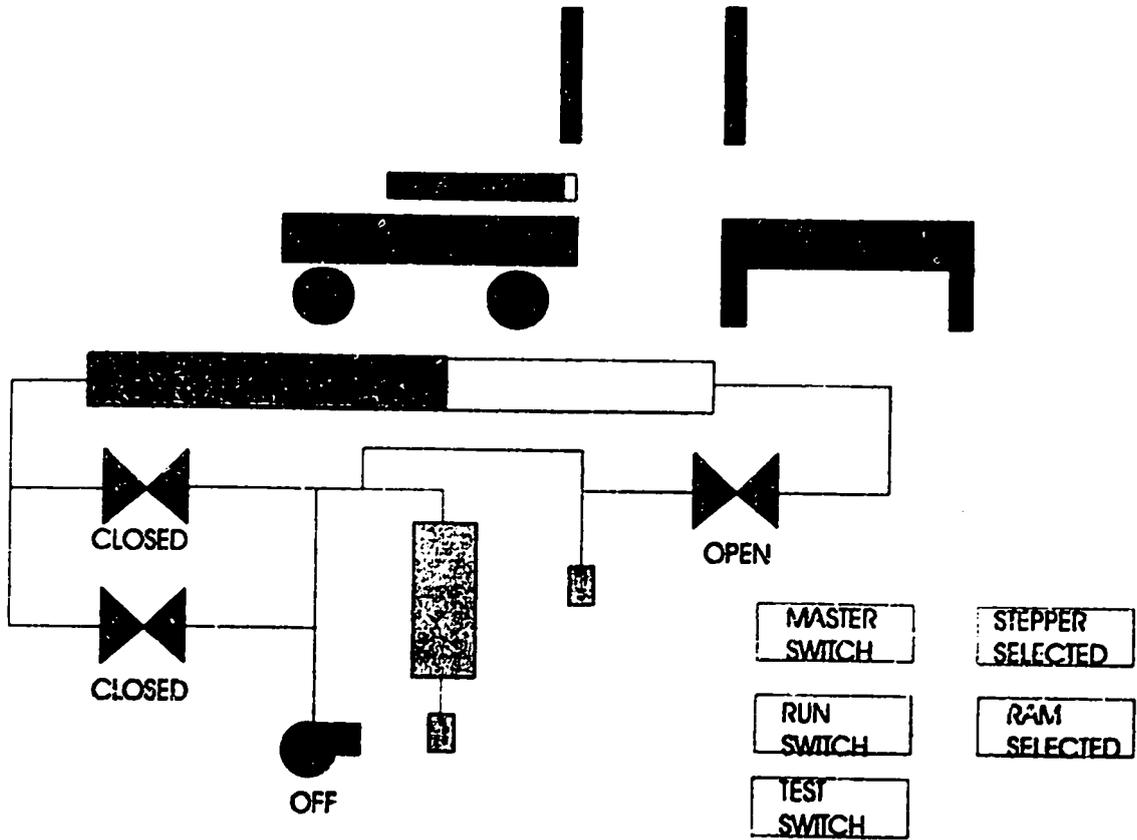 CLOSED
OPEN
CLOSED
OFF
MASTER
SWITCH
STEPPER
SELECTED
RUN
SWITCH
RAM
SELECTED
TEST
SWITCH